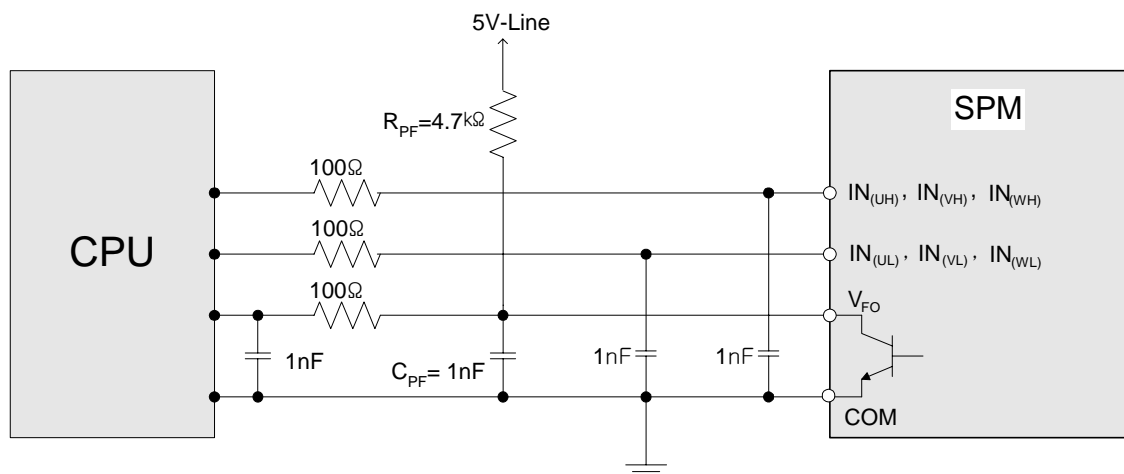 5V-Line
SPM
R_PF=4.7kΩ
100Ω
IN(UH), IN(VH), IN(WH)
CPU
100Ω
IN(UL), IN(VL), IN(WL)
100Ω
V_FO
1nF
C_PF= 1nF
1nF
1nF
COM